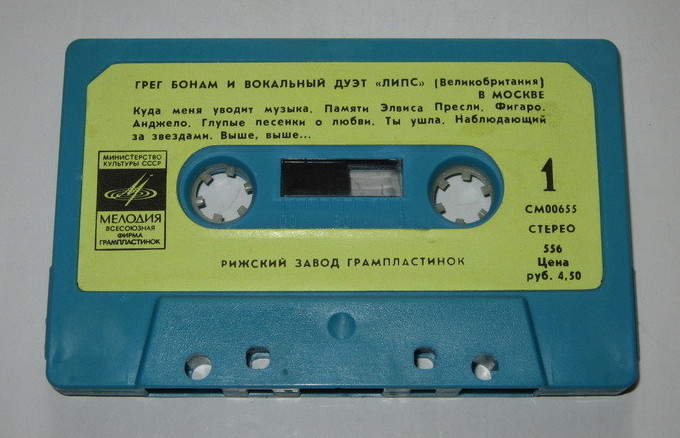 ГРЕГ БОНАМ И ВОКАЛЬНЫЙ ДУЭТ «ЛИПС» (Великобритания)
В МОСКВЕ
Куда меня уводит музыка. Памяти Элвиса Пресли. Фигаро.
Анджело. Глупые песенки о любви. Ты ушла. Наблюдающий
за звездами. Выше, выше...
МИНИСТЕРСТВО
КУЛЬТУРЫ СССР
МЕЛОДИЯ
ВСЕСОЮЗНАЯ
ФИРМА
ГРАМПЛАСТИНОК
1
СМ00655
СТЕРЕО
556
Цена
руб. 4,50
РИЖСКИЙ ЗАВОД ГРАМПЛАСТИНОК